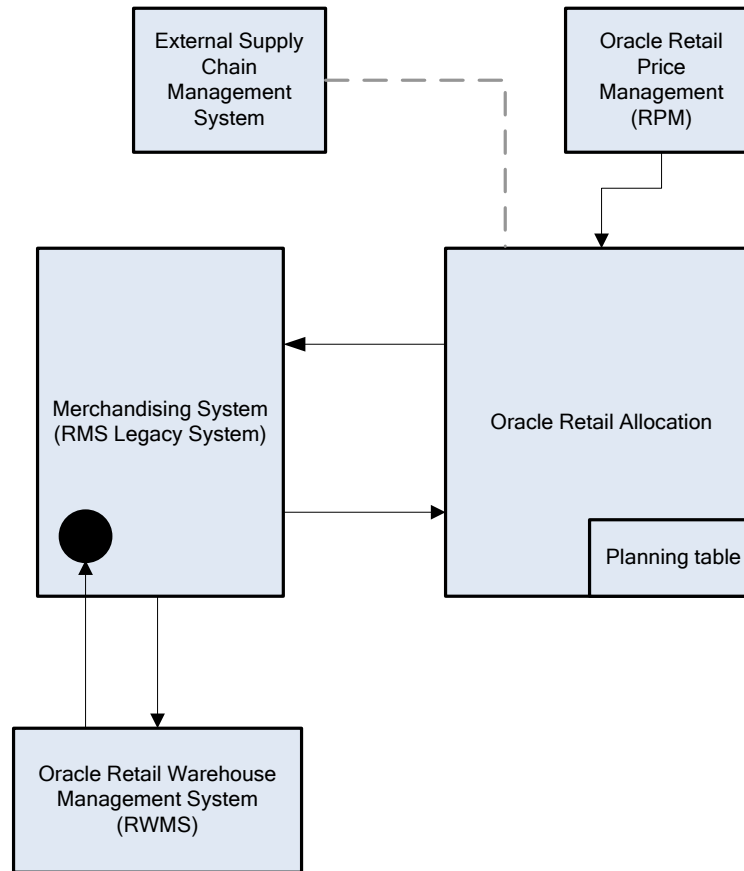 External Supply
Chain
Management
System
Oracle Retail
Price
Management
(RPM)
Merchandising System
(RMS Legacy System)
Oracle Retail Allocation
Planning table
Oracle Retail Warehouse
Management System
(RWMS)